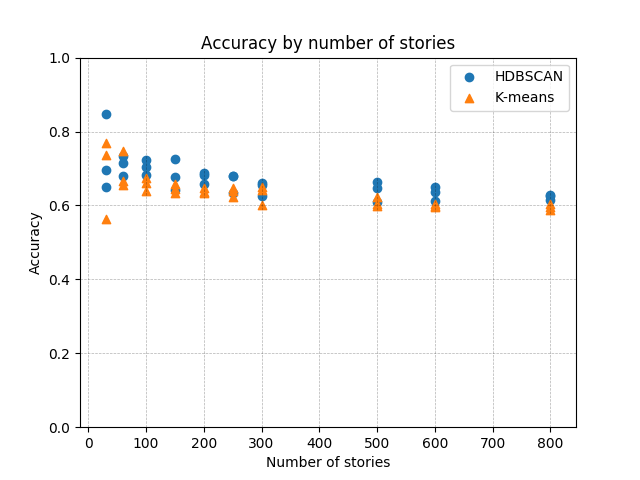 Accuracy by number of stories
HDBSCAN
K-means
1.0
0.8
0.6
0.4
0.2
0.0
Accuracy
0 100 200 300 400 500 600 700 800
Number of stories